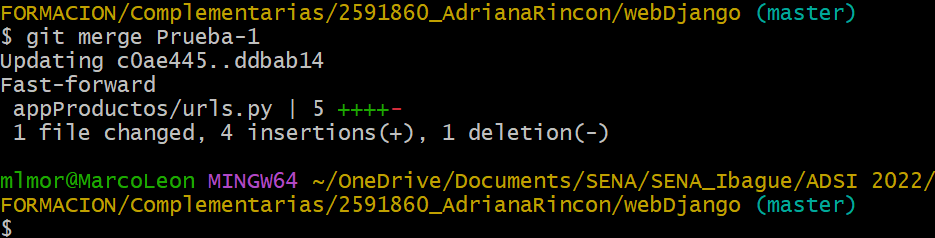 FORMACION/Complementarias/2591860_AdrianaRincon/webDjango (master)
$ git merge Prueba-1
Updating c0ae445..ddbab14
Fast-forward
 appProductos/urls.py | 5 ++++-
 1 file changed, 4 insertions(+), 1 deletion(-)

mlmor@MarcoLeon MINGW64 ~/OneDrive/Documents/SENA/SENA_Ibague/ADSI 2022/
FORMACION/Complementarias/2591860_AdrianaRincon/webDjango (master)
$